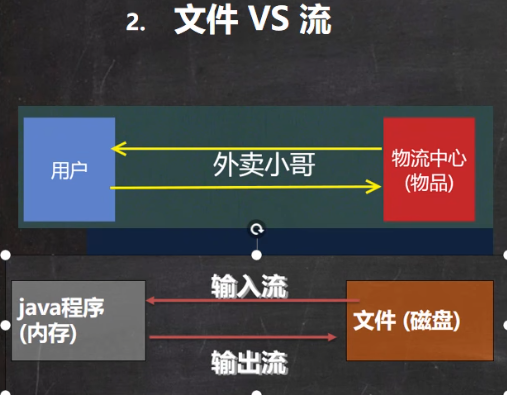 2. 文件 VS 流
用户
外卖小哥
物流中心
(物品)
java程序
(内存)
输入流
输出流
文件 (磁盘)